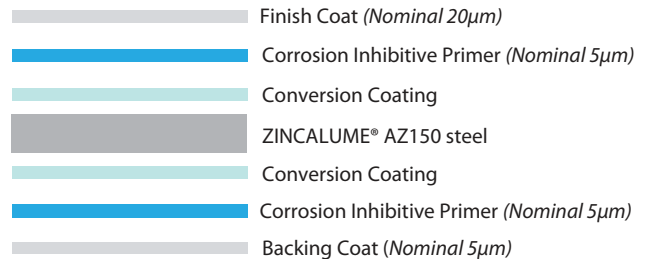 Finish Coat (Nominal 20µm)
Corrosion Inhibitive Primer (Nominal 5µm)
Conversion Coating
ZINCALUME® AZ150 steel
Conversion Coating
Corrosion Inhibitive Primer (Nominal 5µm)
Backing Coat (Nominal 5µm)